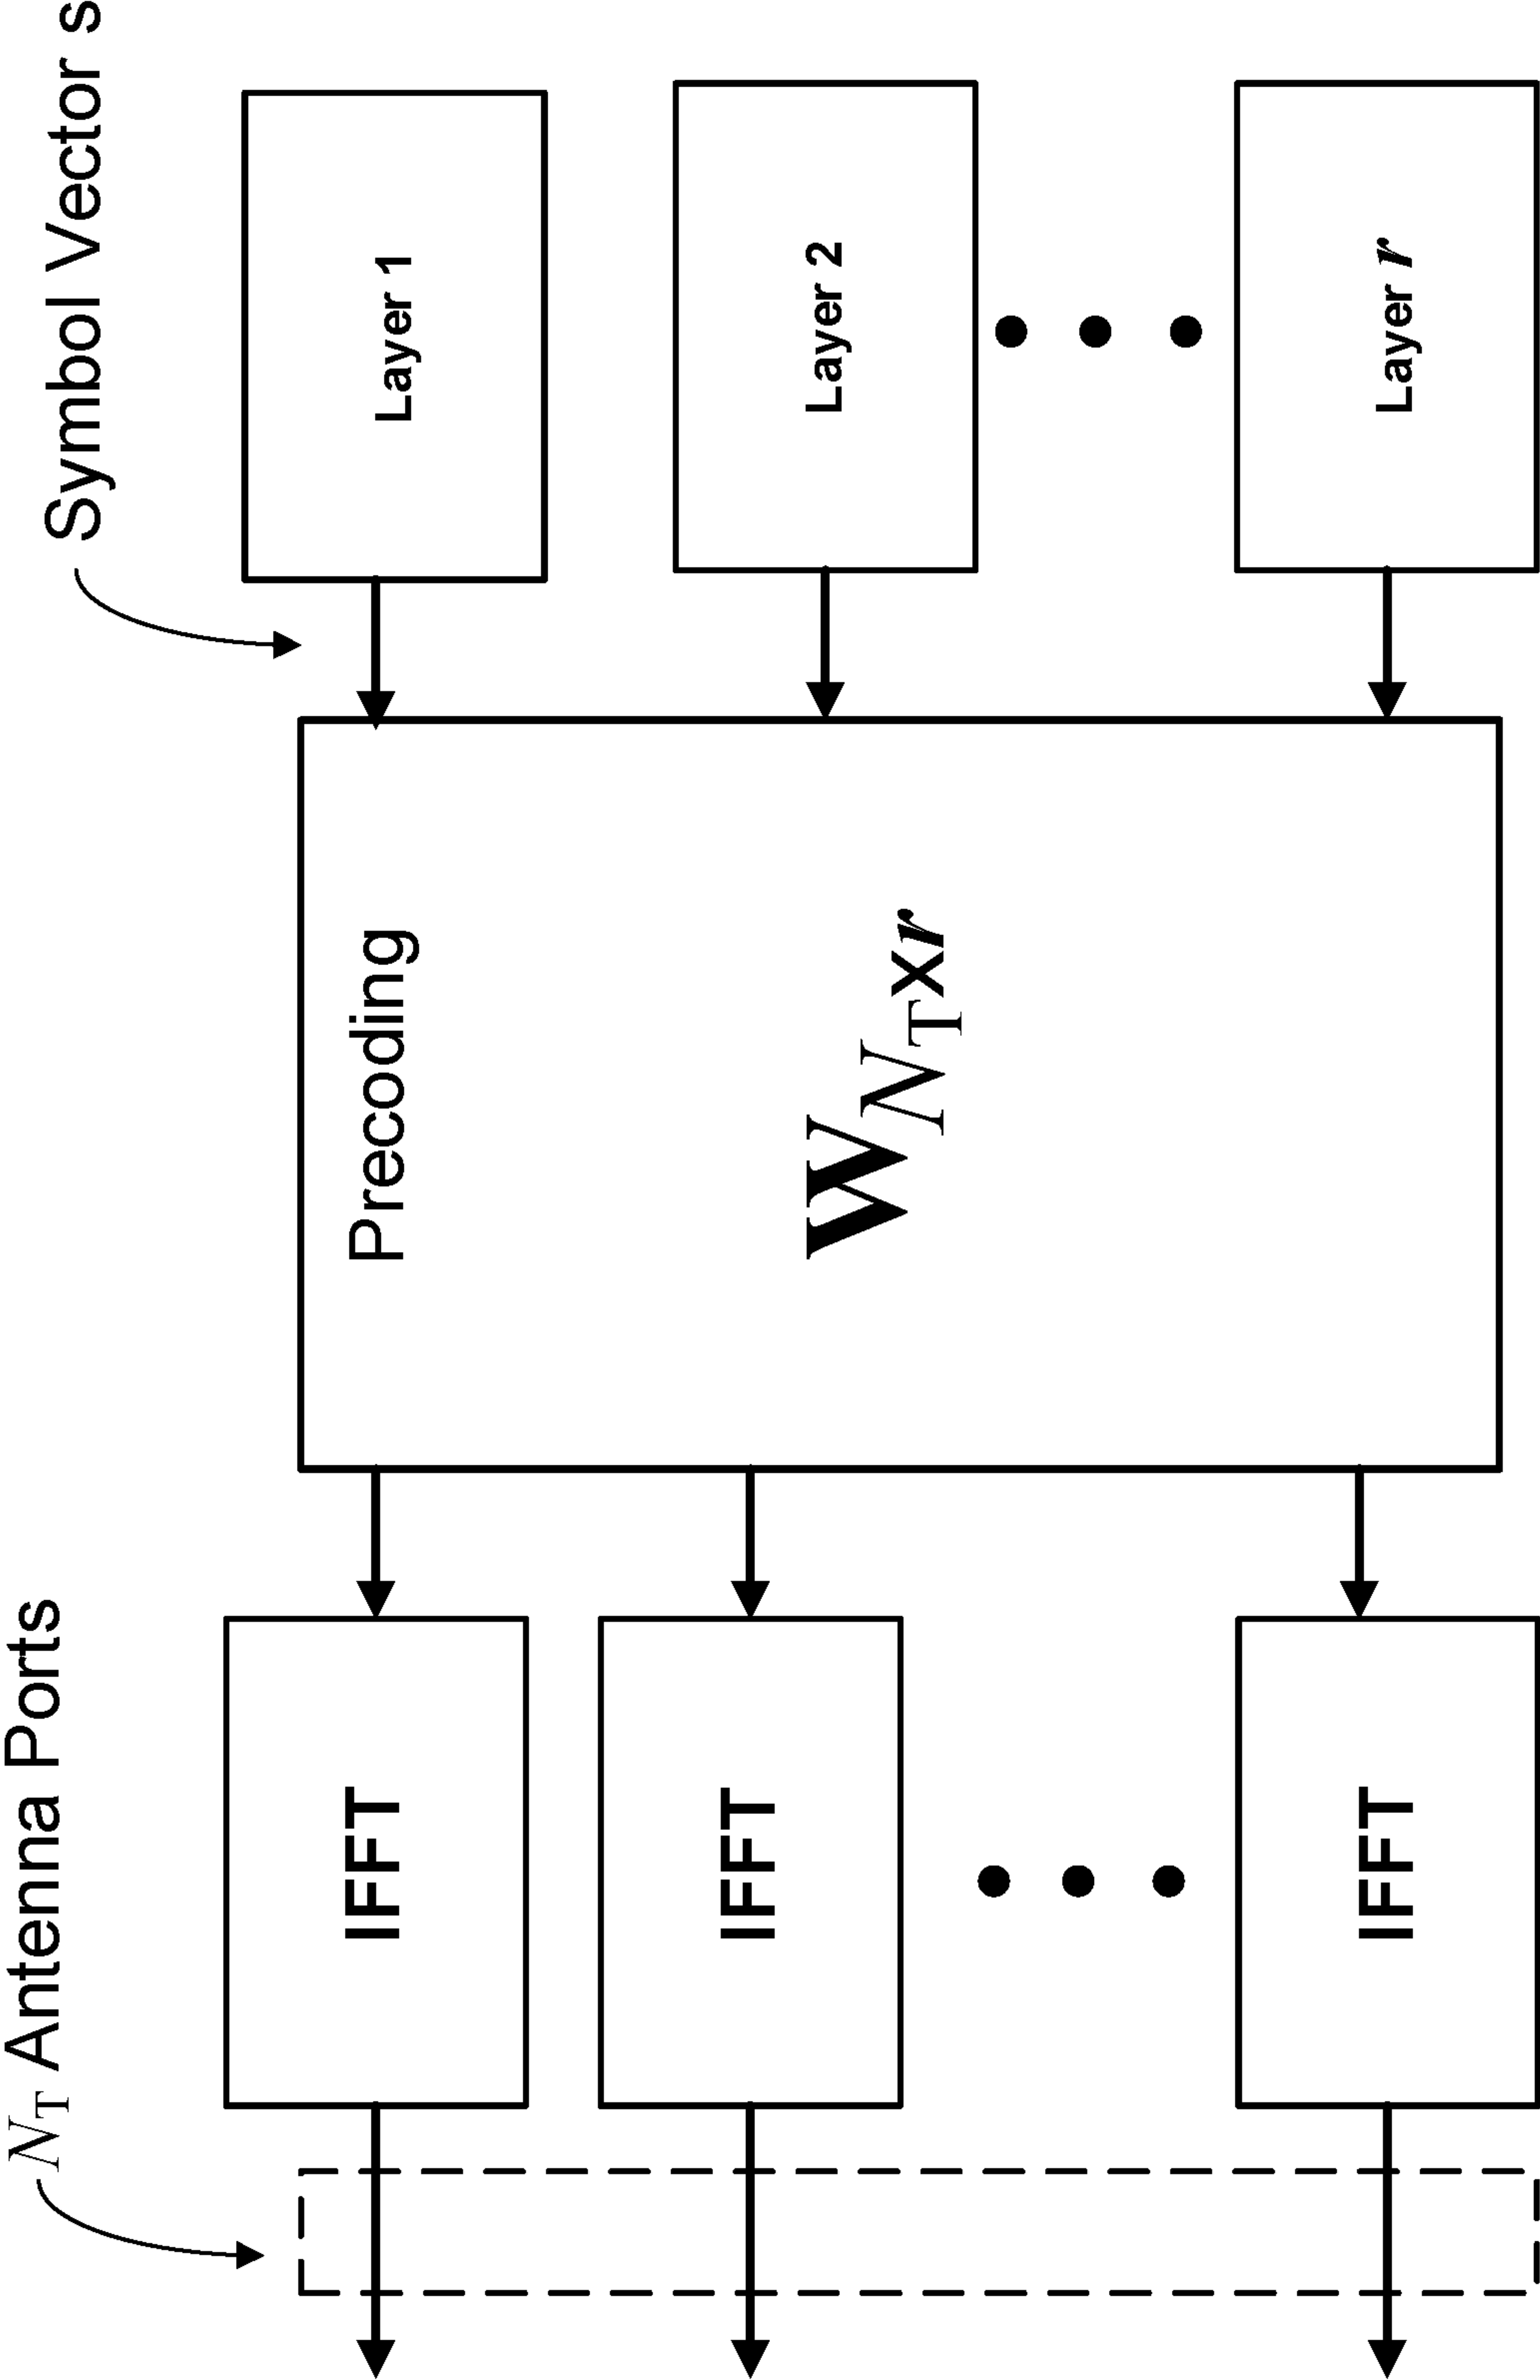 Symbol Vector s
Layer 1
Layer 2
Layer r
Precoding
W_{N_T×r}
N_T Antenna Ports
IFFT
IFFT
IFFT